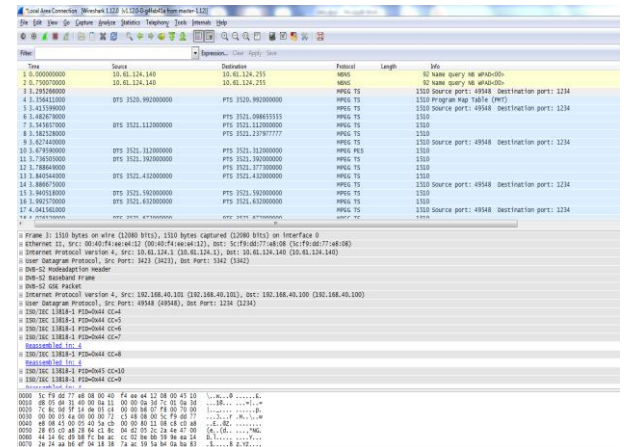 *Local Area Connection [Wireshark 1.12.0 (v1.12.0-0-g4fab41a from master-1.12)]
File Edit View Go Capture Analyze Statistics Telephony Tools Internals Help
Filter: Expression... Clear Apply Save
Time Source Destination Protocol Length Info
1 0.000000000 10.61.124.140 10.61.124.255 NBNS 92 Name query NB WPAD<00>
2 0.750070000 10.61.124.140 10.61.124.255 NBNS 92 Name query NB WPAD<00>
3 3.295286000 MPEG TS 1510 Source port: 49548 Destination port: 1234
4 3.356411000 DTS 3520.992000000 PTS 3520.992000000 MPEG TS 1510 Program Map Table (PMT)
5 3.415599000 MPEG TS 1510 Source port: 49548 Destination port: 1234
6 3.482679000 PTS 3521.098655555 MPEG TS 1510
7 3.545657000 DTS 3521.112000000 PTS 3521.112000000 MPEG TS 1510
8 3.582528000 PTS 3521.237977777 MPEG TS 1510
9 3.627440000 MPEG TS 1510 Source port: 49548 Destination port: 1234
10 3.679590000 DTS 3521.312000000 PTS 3521.312000000 MPEG PES 1510
11 3.736505000 DTS 3521.392000000 PTS 3521.392000000 MPEG TS 1510
12 3.788649000 PTS 3521.377300000 MPEG TS 1510
13 3.840544000 DTS 3521.432000000 PTS 3521.432000000 MPEG TS 1510
14 3.886675000 MPEG TS 1510 Source port: 49548 Destination port: 1234
15 3.940518000 DTS 3521.592000000 PTS 3521.592000000 MPEG TS 1510
16 3.992570000 DTS 3521.632000000 PTS 3521.632000000 MPEG TS 1510
17 4.041561000 MPEG TS 1510 Source port: 49548 Destination port: 1234
Frame 3: 1510 bytes on wire (12080 bits), 1510 bytes captured (12080 bits) on interface 0
Ethernet II, Src: 00:40:f4:ee:e4:12 (00:40:f4:ee:e4:12), Dst: 5c:f9:dd:77:e8:08 (5c:f9:dd:77:e8:08)
Internet Protocol Version 4, Src: 10.61.124.1 (10.61.124.1), Dst: 10.61.124.140 (10.61.124.140)
User Datagram Protocol, Src Port: 3423 (3423), Dst Port: 5342 (5342)
DVB-S2 Modeadaption Header
DVB-S2 Baseband Frame
DVB-S2 GSE Packet
Internet Protocol Version 4, Src: 192.168.40.101 (192.168.40.101), Dst: 192.168.40.100 (192.168.40.100)
User Datagram Protocol, Src Port: 49548 (49548), Dst Port: 1234 (1234)
ISO/IEC 13818-1 PID=0x44 CC=4
ISO/IEC 13818-1 PID=0x44 CC=5
ISO/IEC 13818-1 PID=0x44 CC=6
ISO/IEC 13818-1 PID=0x44 CC=7
Reassembled in: 4
ISO/IEC 13818-1 PID=0x44 CC=8
Reassembled in: 4
ISO/IEC 13818-1 PID=0x45 CC=10
ISO/IEC 13818-1 PID=0x44 CC=9
0000 5c f9 dd 77 e8 08 00 40 f4 ee e4 12 08 00 45 10